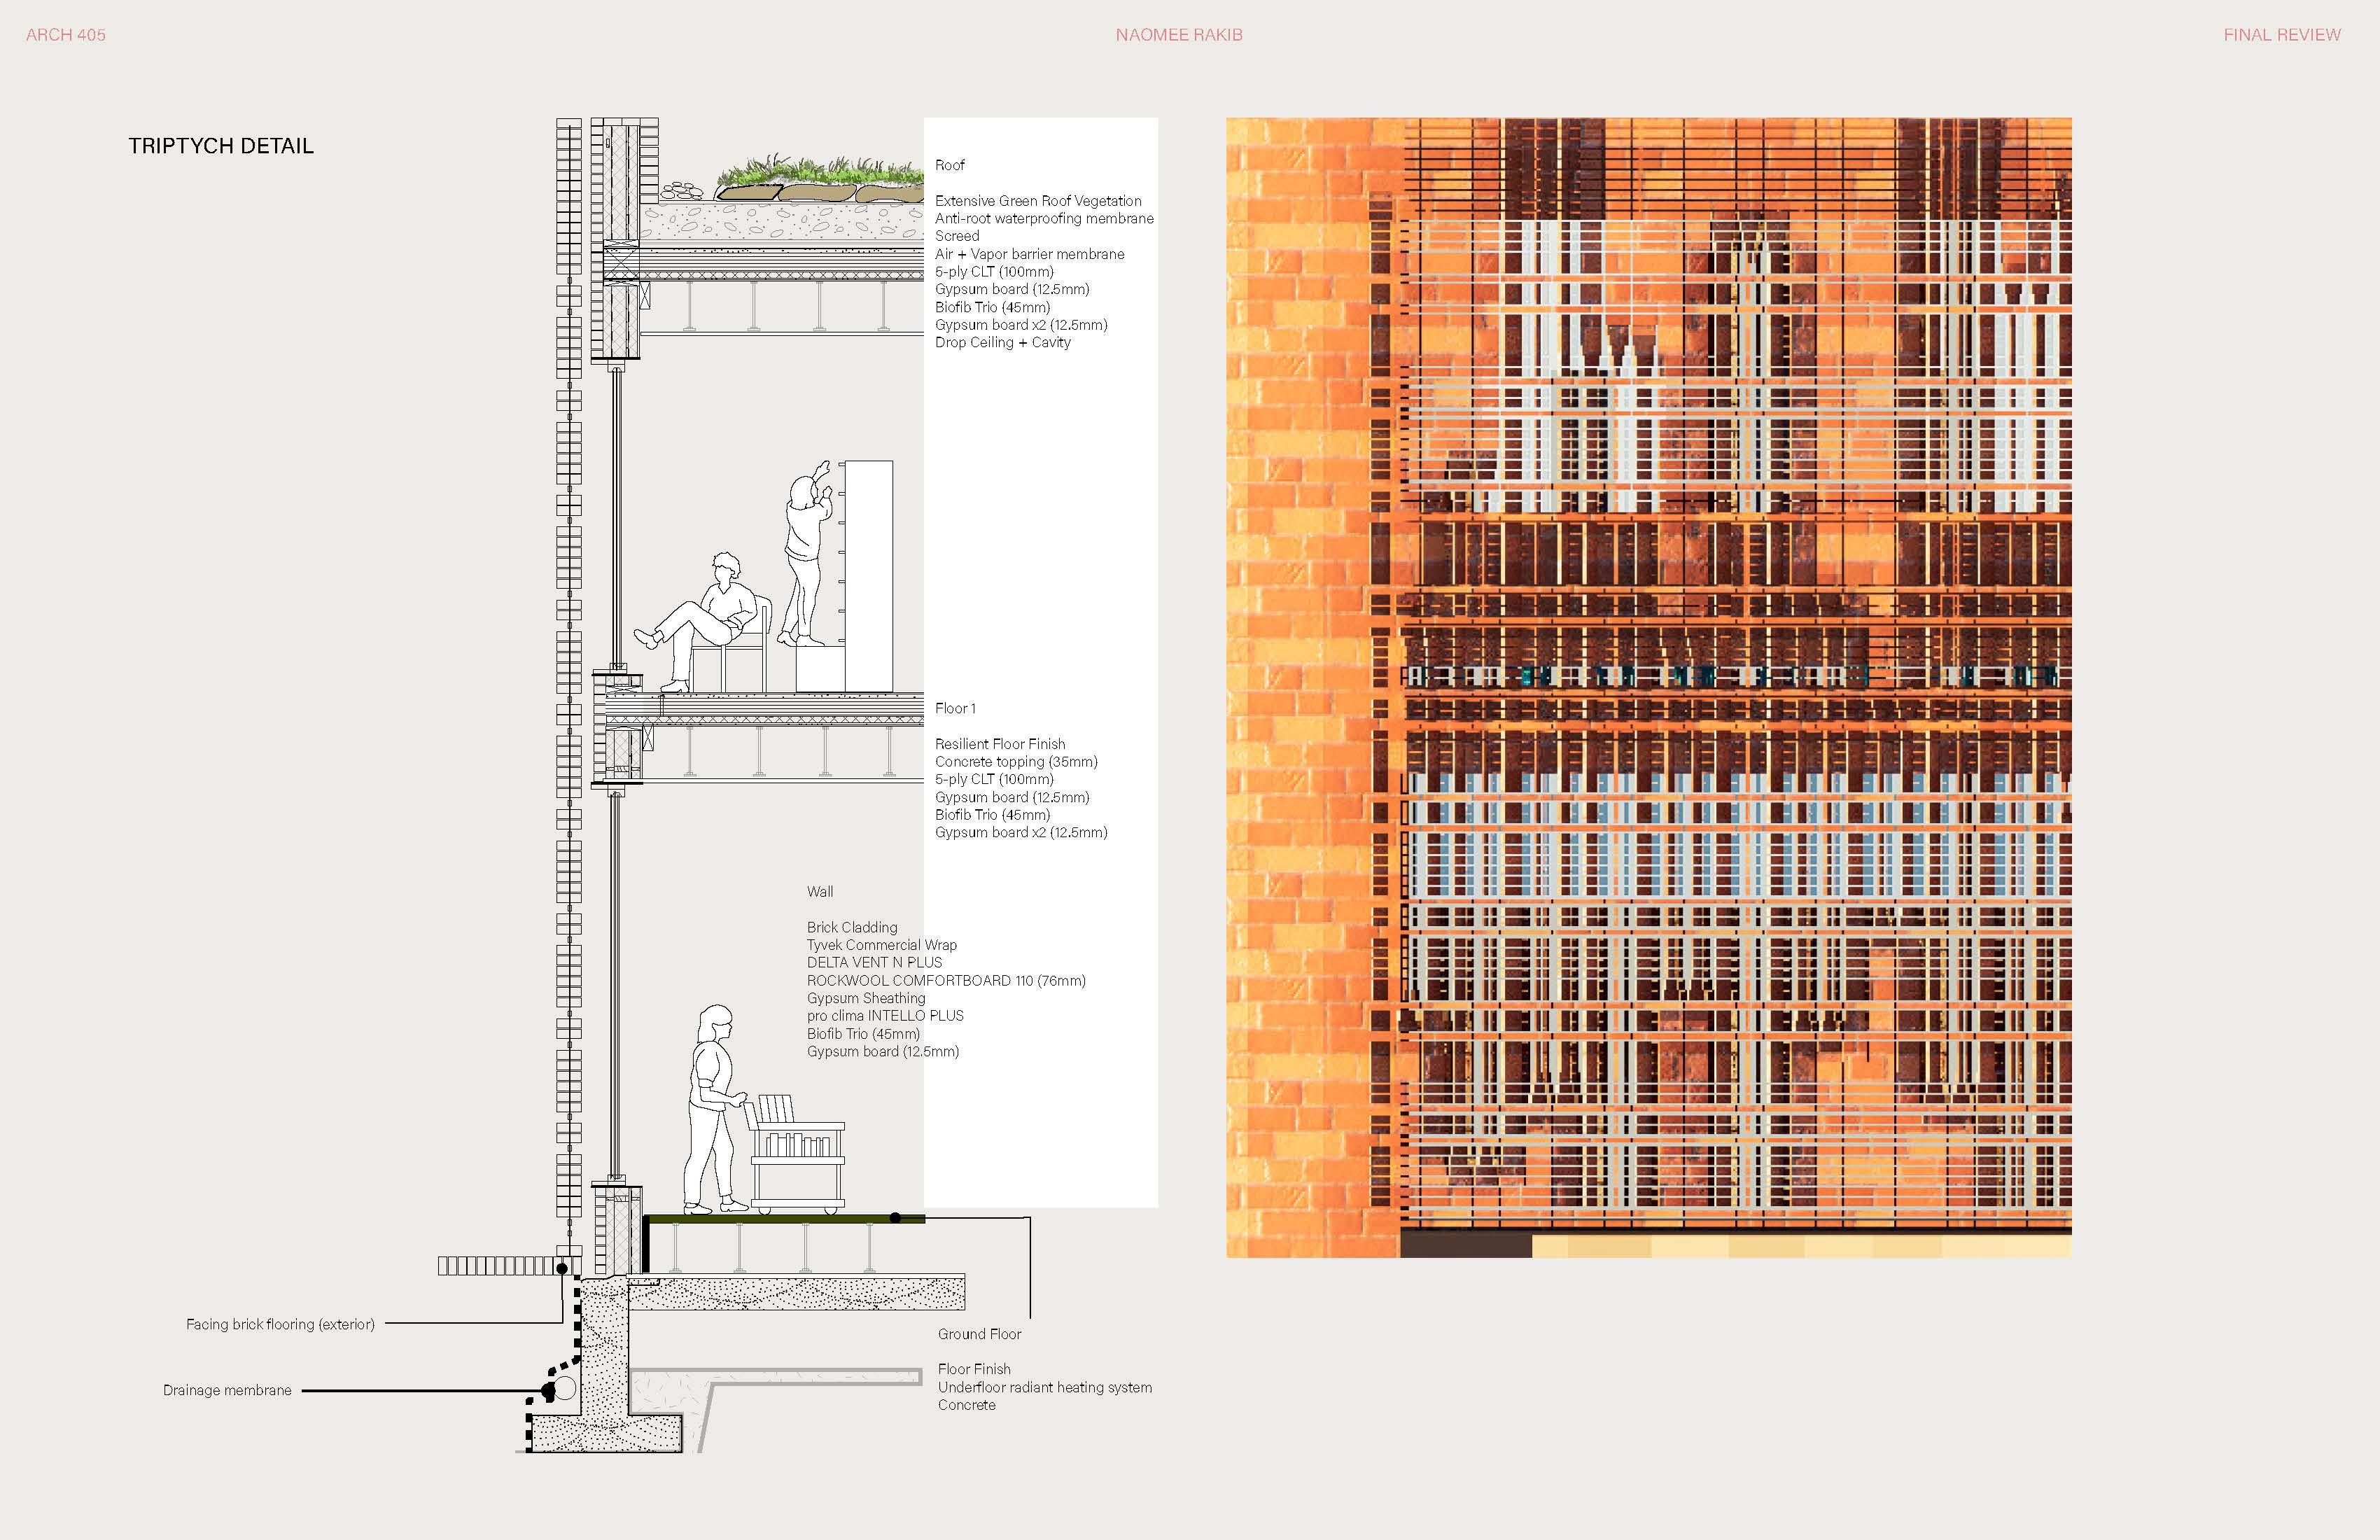 ARCH 405
NAOMEE RAKIB
FINAL REVIEW
TRIPTYCH DETAIL
Roof
Extensive Green Roof Vegetation
Anti-root waterproofing membrane
Screed
Air + Vapor barrier membrane
5-ply CLT (100mm)
Gypsum board (12.5mm)
Biofib Trio (45mm)
Gypsum board x2 (12.5mm)
Drop Ceiling + Cavity
Floor 1
Resilient Floor Finish
Concrete topping (35mm)
5-ply CLT (100mm)
Gypsum board (12.5mm)
Biofib Trio (45mm)
Gypsum board x2 (12.5mm)
Wall
Brick Cladding
Tyvek Commercial Wrap
DELTA VENT N PLUS
ROCKWOOL COMFORTBOARD 110 (76mm)
Gypsum Sheathing
pro clima INTELLO PLUS
Biofib Trio (45mm)
Gypsum board (12.5mm)
Facing brick flooring (exterior)
Drainage membrane
Ground Floor
Floor Finish
Underfloor radiant heating system
Concrete